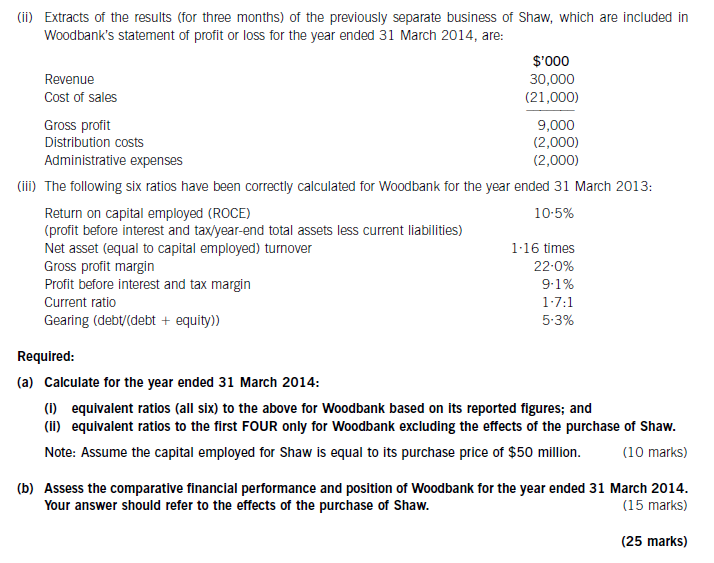 (ii) Extracts of the results (for three months) of the previously separate business of Shaw, which are included in
Woodbank's statement of profit or loss for the year ended 31 March 2014, are:
$'000
Revenue 30,000
Cost of sales (21,000)
Gross profit 9,000
Distribution costs (2,000)
Administrative expenses (2,000)
(iii) The following six ratios have been correctly calculated for Woodbank for the year ended 31 March 2013:
Return on capital employed (ROCE) 10·5%
(profit before interest and tax/year-end total assets less current liabilities)
Net asset (equal to capital employed) turnover 1·16 times
Gross profit margin 22·0%
Profit before interest and tax margin 9·1%
Current ratio 1·7:1
Gearing (debt/(debt + equity)) 5·3%
Required:
(a) Calculate for the year ended 31 March 2014:
(i) equivalent ratios (all six) to the above for Woodbank based on its reported figures; and
(ii) equivalent ratios to the first FOUR only for Woodbank excluding the effects of the purchase of Shaw.
Note: Assume the capital employed for Shaw is equal to its purchase price of $50 million. (10 marks)
(b) Assess the comparative financial performance and position of Woodbank for the year ended 31 March 2014.
Your answer should refer to the effects of the purchase of Shaw. (15 marks)
(25 marks)